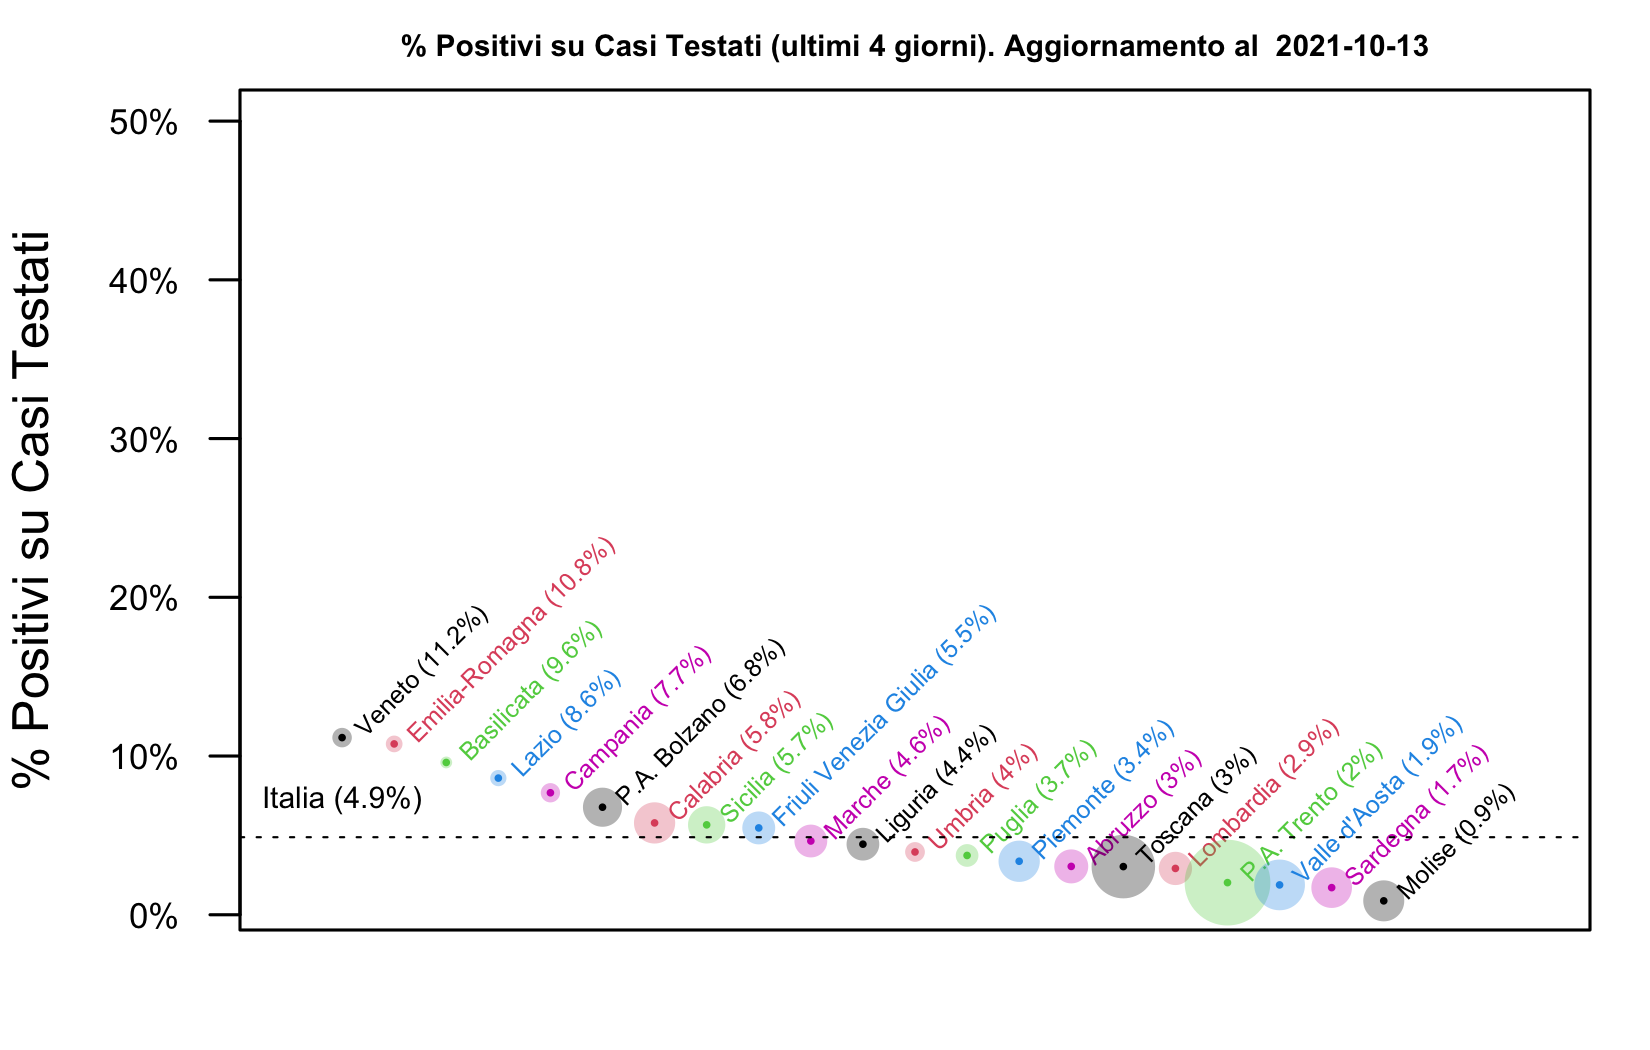 % Positivi su Casi Testati (ultimi 4 giorni). Aggiornamento al  2021-10-13
% Positivi su Casi Testati
50%
40%
30%
20%
10%
0%
Italia (4.9%)
Veneto (11.2%)
Emilia-Romagna (10.8%)
Basilicata (9.6%)
Lazio (8.6%)
Campania (7.7%)
P.A. Bolzano (6.8%)
Calabria (5.8%)
Sicilia (5.7%)
Friuli Venezia Giulia (5.5%)
Marche (4.6%)
Liguria (4.4%)
Umbria (4%)
Puglia (3.7%)
Piemonte (3.4%)
Abruzzo (3%)
Toscana (3%)
Lombardia (2.9%)
P.A. Trento (2%)
Valle d'Aosta (1.9%)
Sardegna (1.7%)
Molise (0.9%)